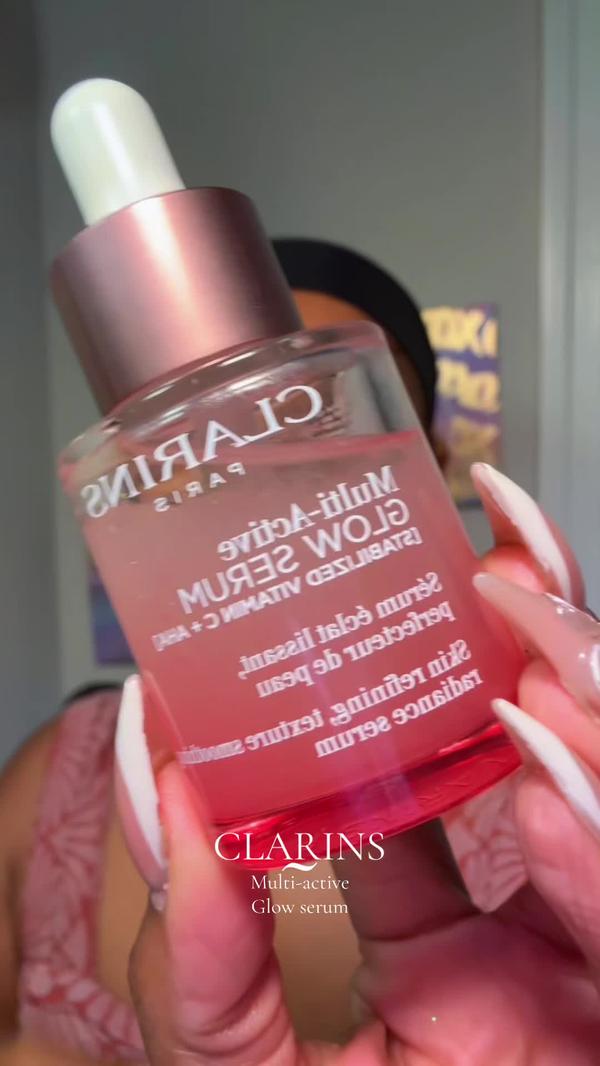 CLARINS
PARIS
Multi-Active
GLOW SERUM
[STABILIZED VITAMIN C + AHA]
Sérum éclat lissant,
perfecteur de peau
Skin refining, texture
radiance serum
CLARINS
Multi-active
Glow serum